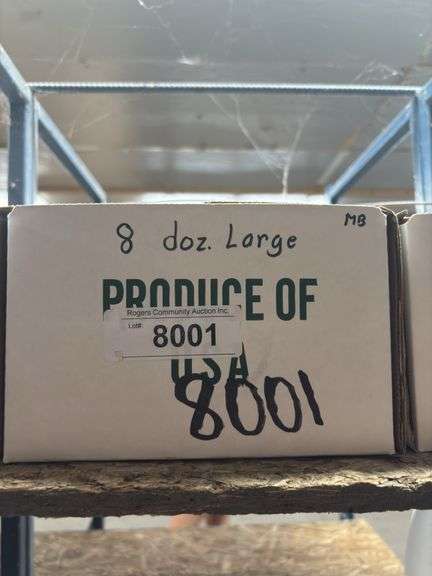 8 doz. Large
MB
PRODUCE OF
Rogers Community Auction Inc.
Lot#
8001
USA
8001